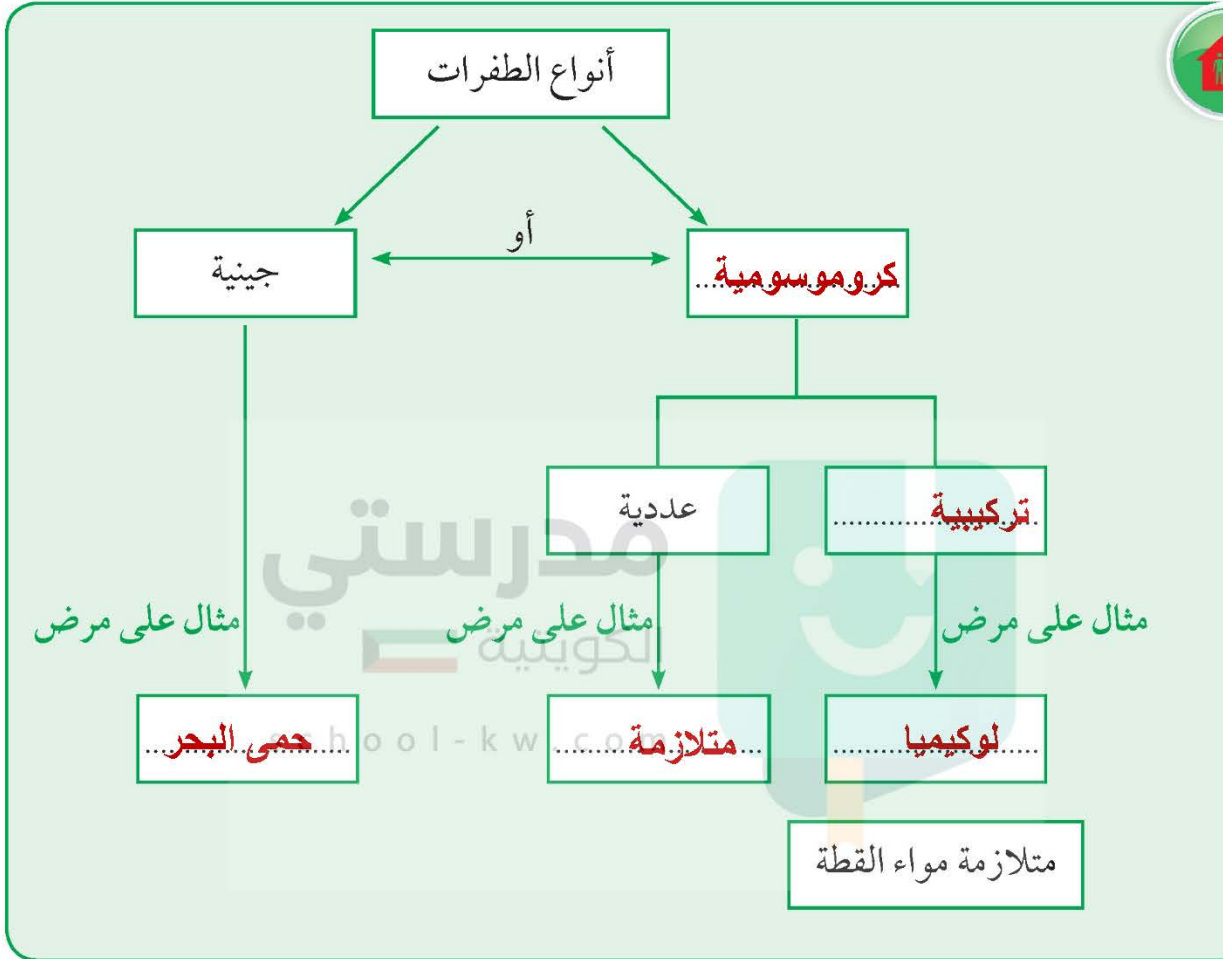 أنواع الطفرات
أو
كروموسومية
جينية
تركيبية
عددية
مدرستي
الكويتية
مثال على مرض
مثال على مرض
مثال على مرض
لوكيميا
متلازمة
حمى البحر
school-kw.com
متلازمة مواء القطة